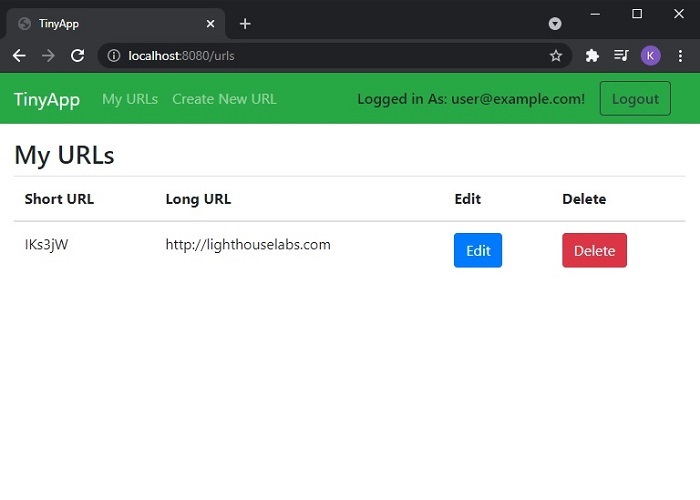 TinyApp
localhost:8080/urls
K
TinyApp My URLs Create New URL Logged in As: user@example.com! Logout
My URLs
Short URL Long URL Edit Delete
IKs3jW http://lighthouselabs.com Edit Delete